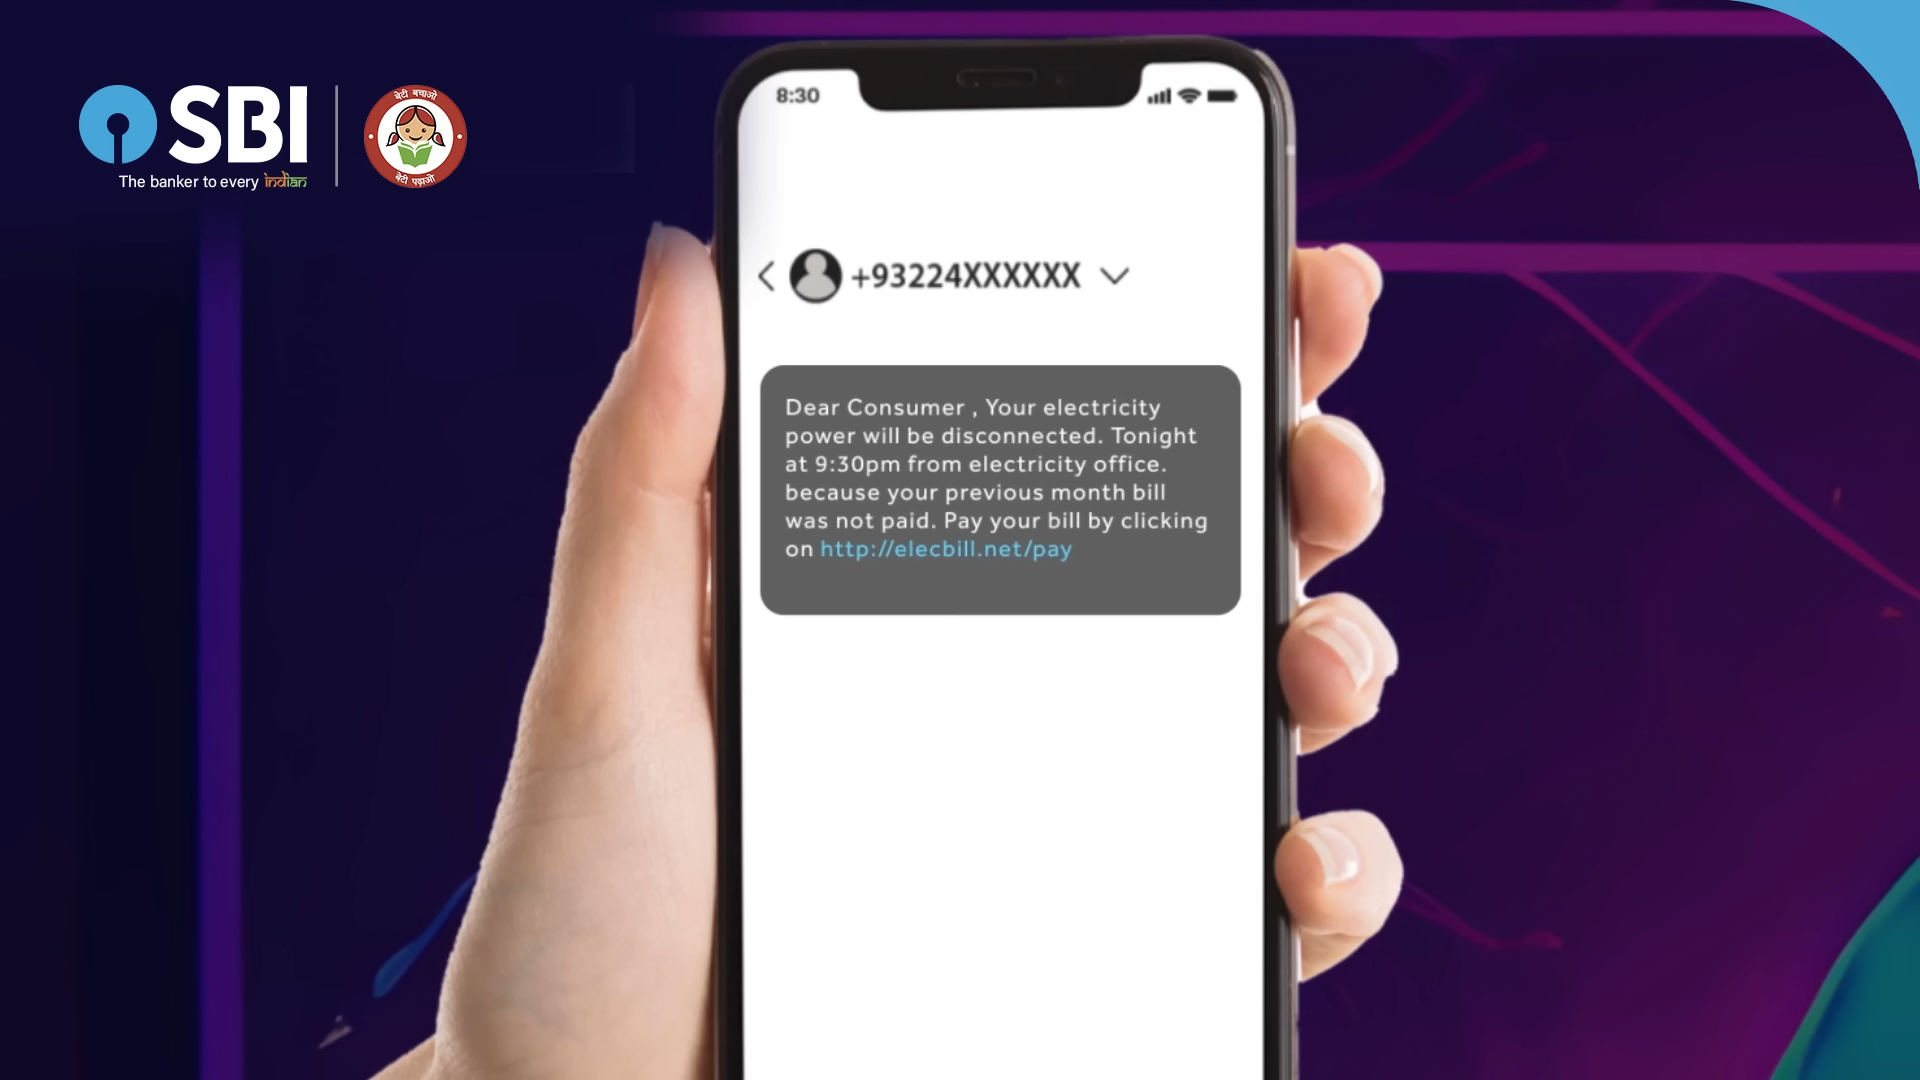 SBI
The banker to every indian
बेटी बचाओ
बेटी पढ़ाओ
8:30
+93224XXXXXX
Dear Consumer , Your electricity
power will be disconnected. Tonight
at 9:30pm from electricity office.
because your previous month bill
was not paid. Pay your bill by clicking
on http://elecbill.net/pay